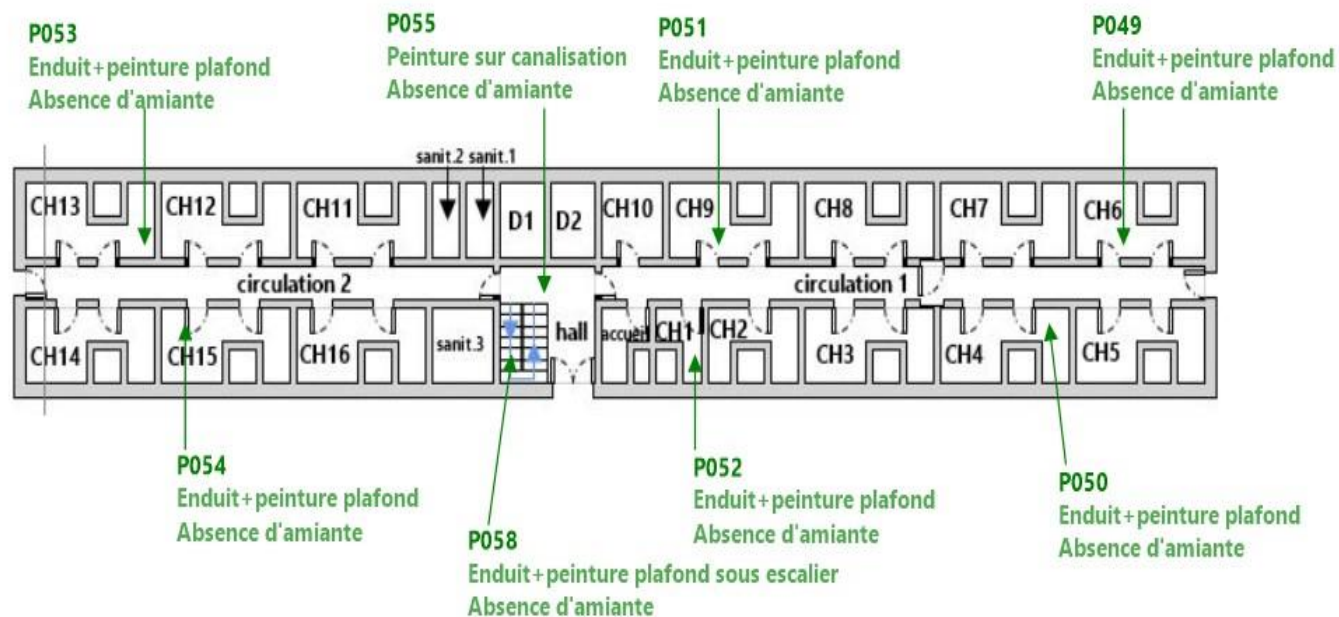 P053
Enduit+peinture plafond
Absence d'amiante
P055
Peinture sur canalisation
Absence d'amiante
P051
Enduit+peinture plafond
Absence d'amiante
P049
Enduit+peinture plafond
Absence d'amiante
sanit.2 sanit.1
CH13 CH12 CH11 D1 D2 CH10 CH9 CH8 CH7 CH6
circulation 2 circulation 1
CH14 CH15 CH16 sanit.3 hall accueil CH1 CH2 CH3 CH4 CH5
P054
Enduit+peinture plafond
Absence d'amiante
P058
Enduit+peinture plafond sous escalier
Absence d'amiante
P052
Enduit+peinture plafond
Absence d'amiante
P050
Enduit+peinture plafond
Absence d'amiante